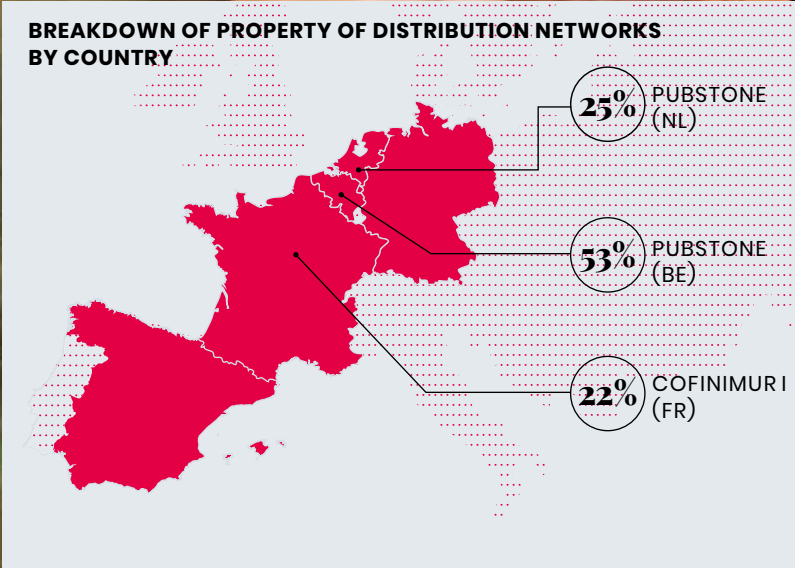 BREAKDOWN OF PROPERTY OF DISTRIBUTION NETWORKS
BY COUNTRY
25% PUBSTONE
(NL)
53% PUBSTONE
(BE)
22% COFINIMUR I
(FR)